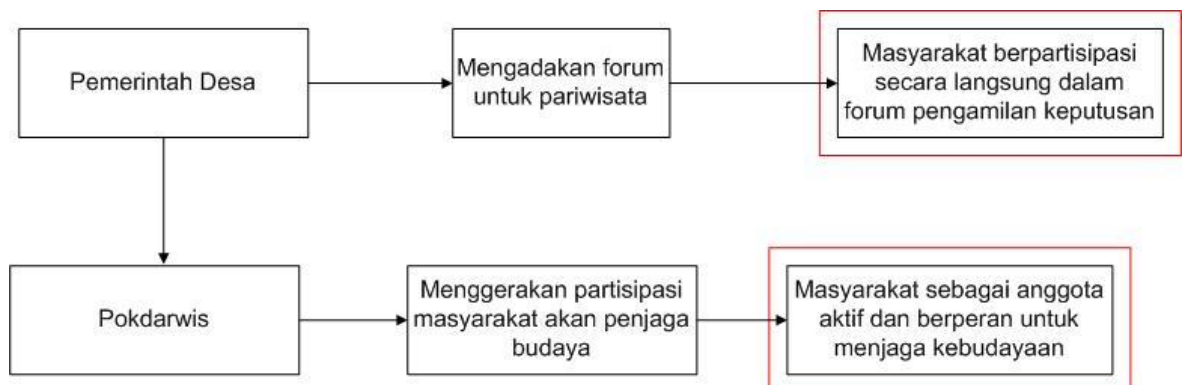 Pemerintah Desa
Mengadakan forum
untuk pariwisata
Masyarakat berpartisipasi
secara langsung dalam
forum pengamilan keputusan
Pokdarwis
Menggerakan partisipasi
masyarakat akan penjaga
budaya
Masyarakat sebagai anggota
aktif dan berperan untuk
menjaga kebudayaan